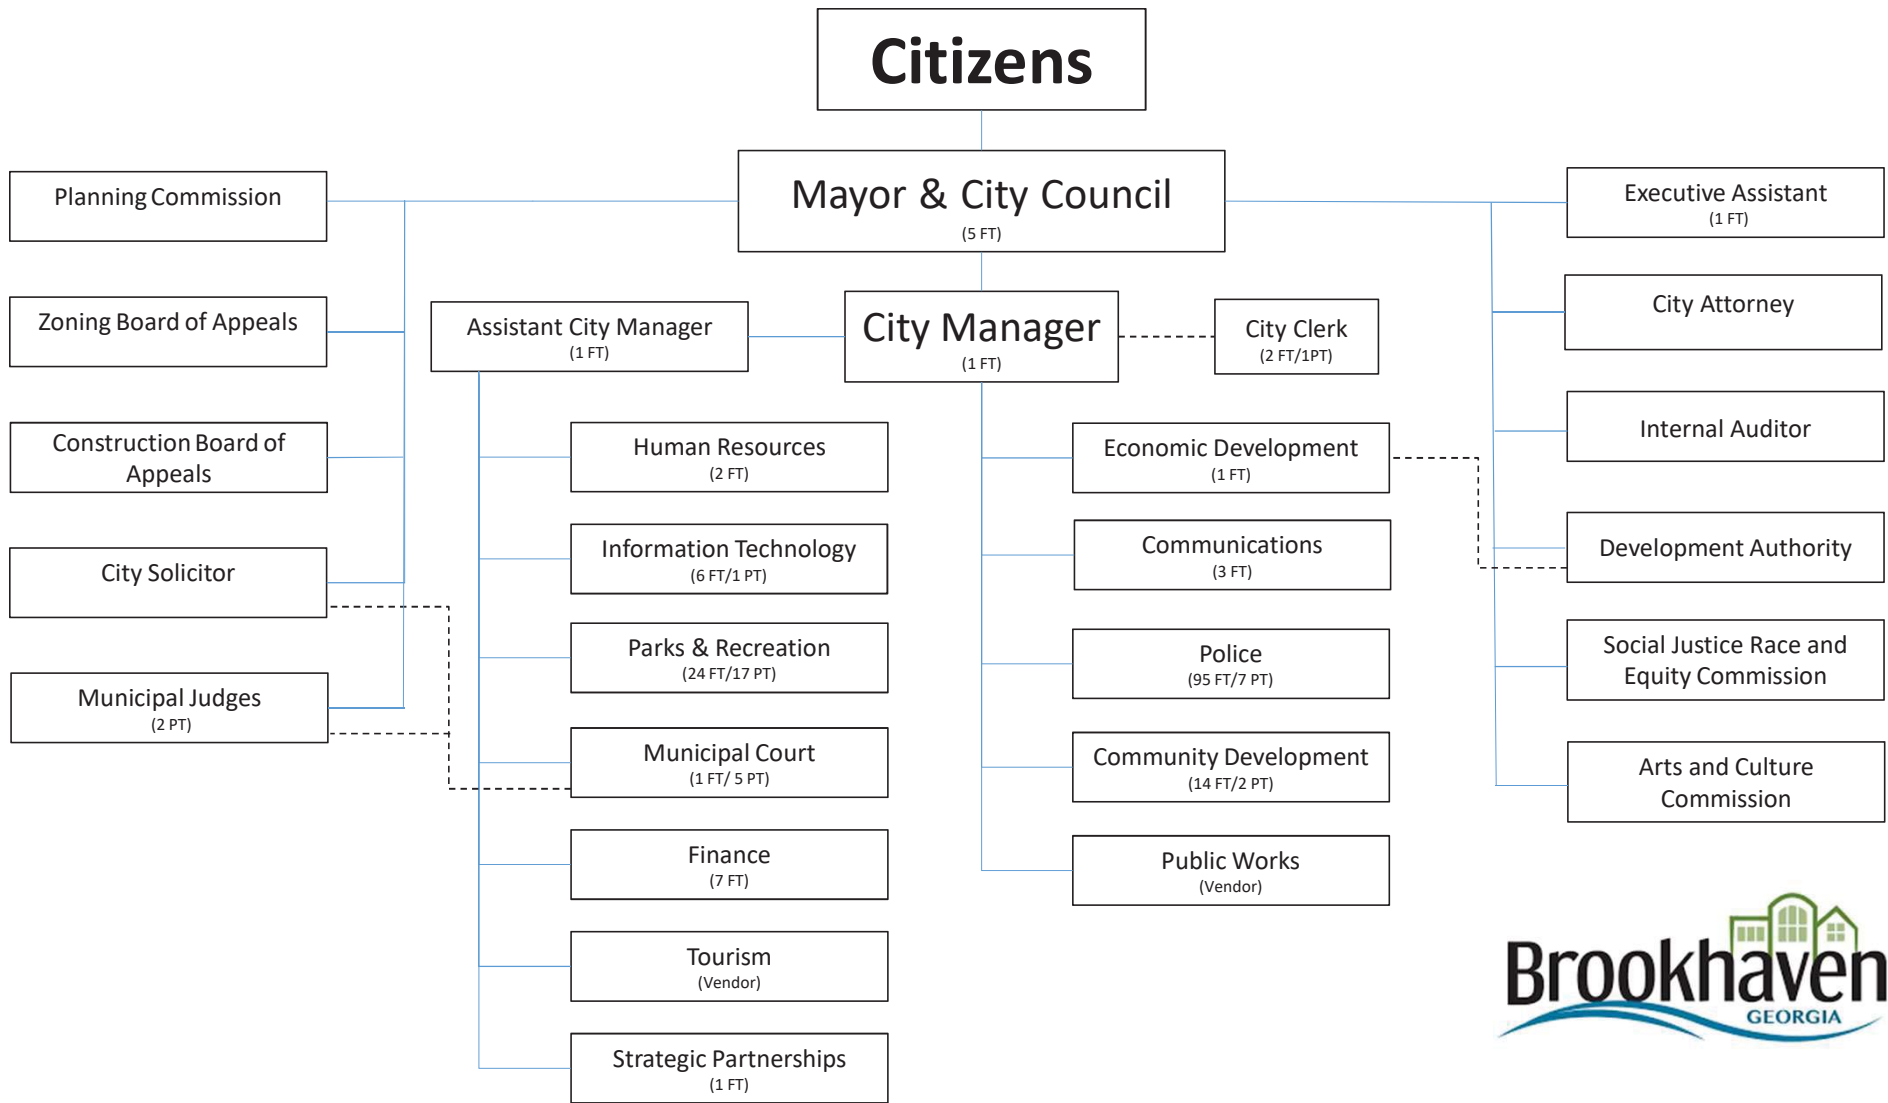 Citizens
Mayor & City Council
(5 FT)
Planning Commission
Zoning Board of Appeals
Construction Board of
Appeals
City Solicitor
Municipal Judges
(2 PT)
Assistant City Manager
(1 FT)
City Manager
(1 FT)
City Clerk
(2 FT/1PT)
Human Resources
(2 FT)
Information Technology
(6 FT/1 PT)
Parks & Recreation
(24 FT/17 PT)
Municipal Court
(1 FT/ 5 PT)
Finance
(7 FT)
Tourism
(Vendor)
Strategic Partnerships
(1 FT)
Economic Development
(1 FT)
Communications
(3 FT)
Police
(95 FT/7 PT)
Community Development
(14 FT/2 PT)
Public Works
(Vendor)
Executive Assistant
(1 FT)
City Attorney
Internal Auditor
Development Authority
Social Justice Race and
Equity Commission
Arts and Culture
Commission
Brookhaven
GEORGIA